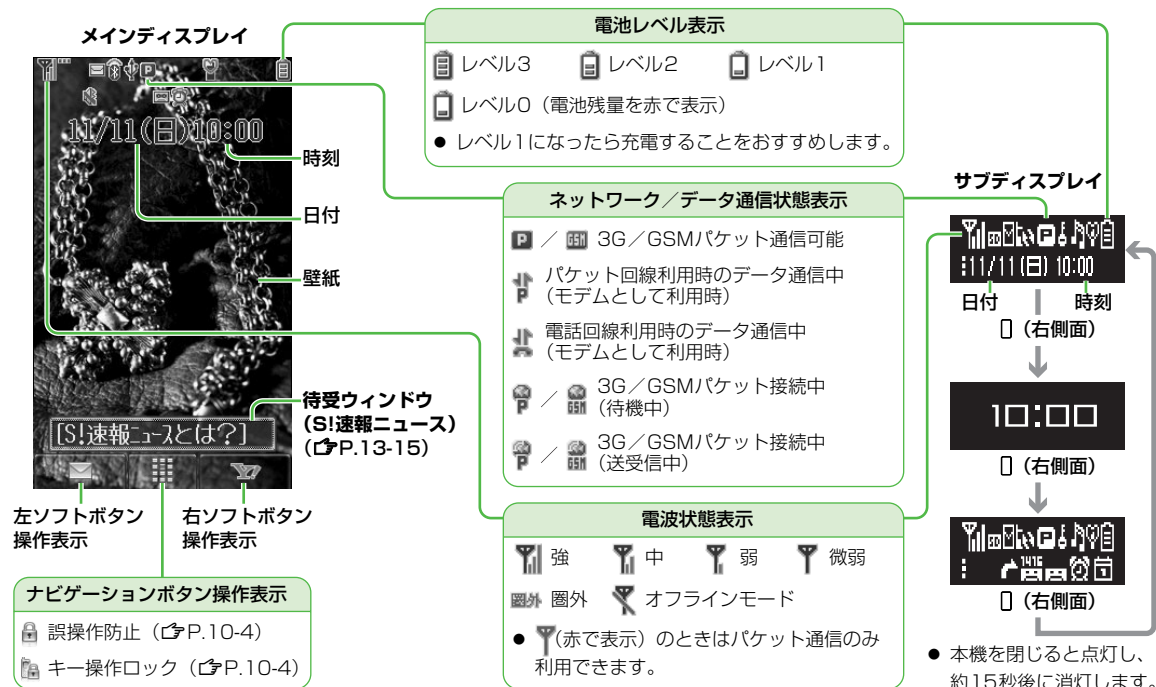 メインディスプレイ
11/11(日)10:00
時刻
日付
壁紙
[S!速報ニュースとは?]
待受ウィンドウ
(S!速報ニュース)
(☞P.13-15)
左ソフトボタン
操作表示
右ソフトボタン
操作表示
ナビゲーションボタン操作表示
誤操作防止(☞P.10-4)
キー操作ロック(☞P.10-4)
電池レベル表示
レベル3 レベル2 レベル1
レベル0(電池残量を赤で表示)
● レベル1になったら充電することをおすすめします。
ネットワーク/データ通信状態表示
P / GSM 3G/GSMパケット通信可能
P パケット回線利用時のデータ通信中
(モデムとして利用時)
電話回線利用時のデータ通信中
(モデムとして利用時)
P / GSM 3G/GSMパケット接続中
(待機中)
P / GSM 3G/GSMパケット接続中
(送受信中)
電波状態表示
強 中 弱 微弱
圏外 圏外 オフラインモード
● (赤で表示)のときはパケット通信のみ
利用できます。
サブディスプレイ
11/11(日) 10:00
日付 時刻
(右側面)
10:00
(右側面)
(右側面)
● 本機を閉じると点灯し、
約15秒後に消灯します。